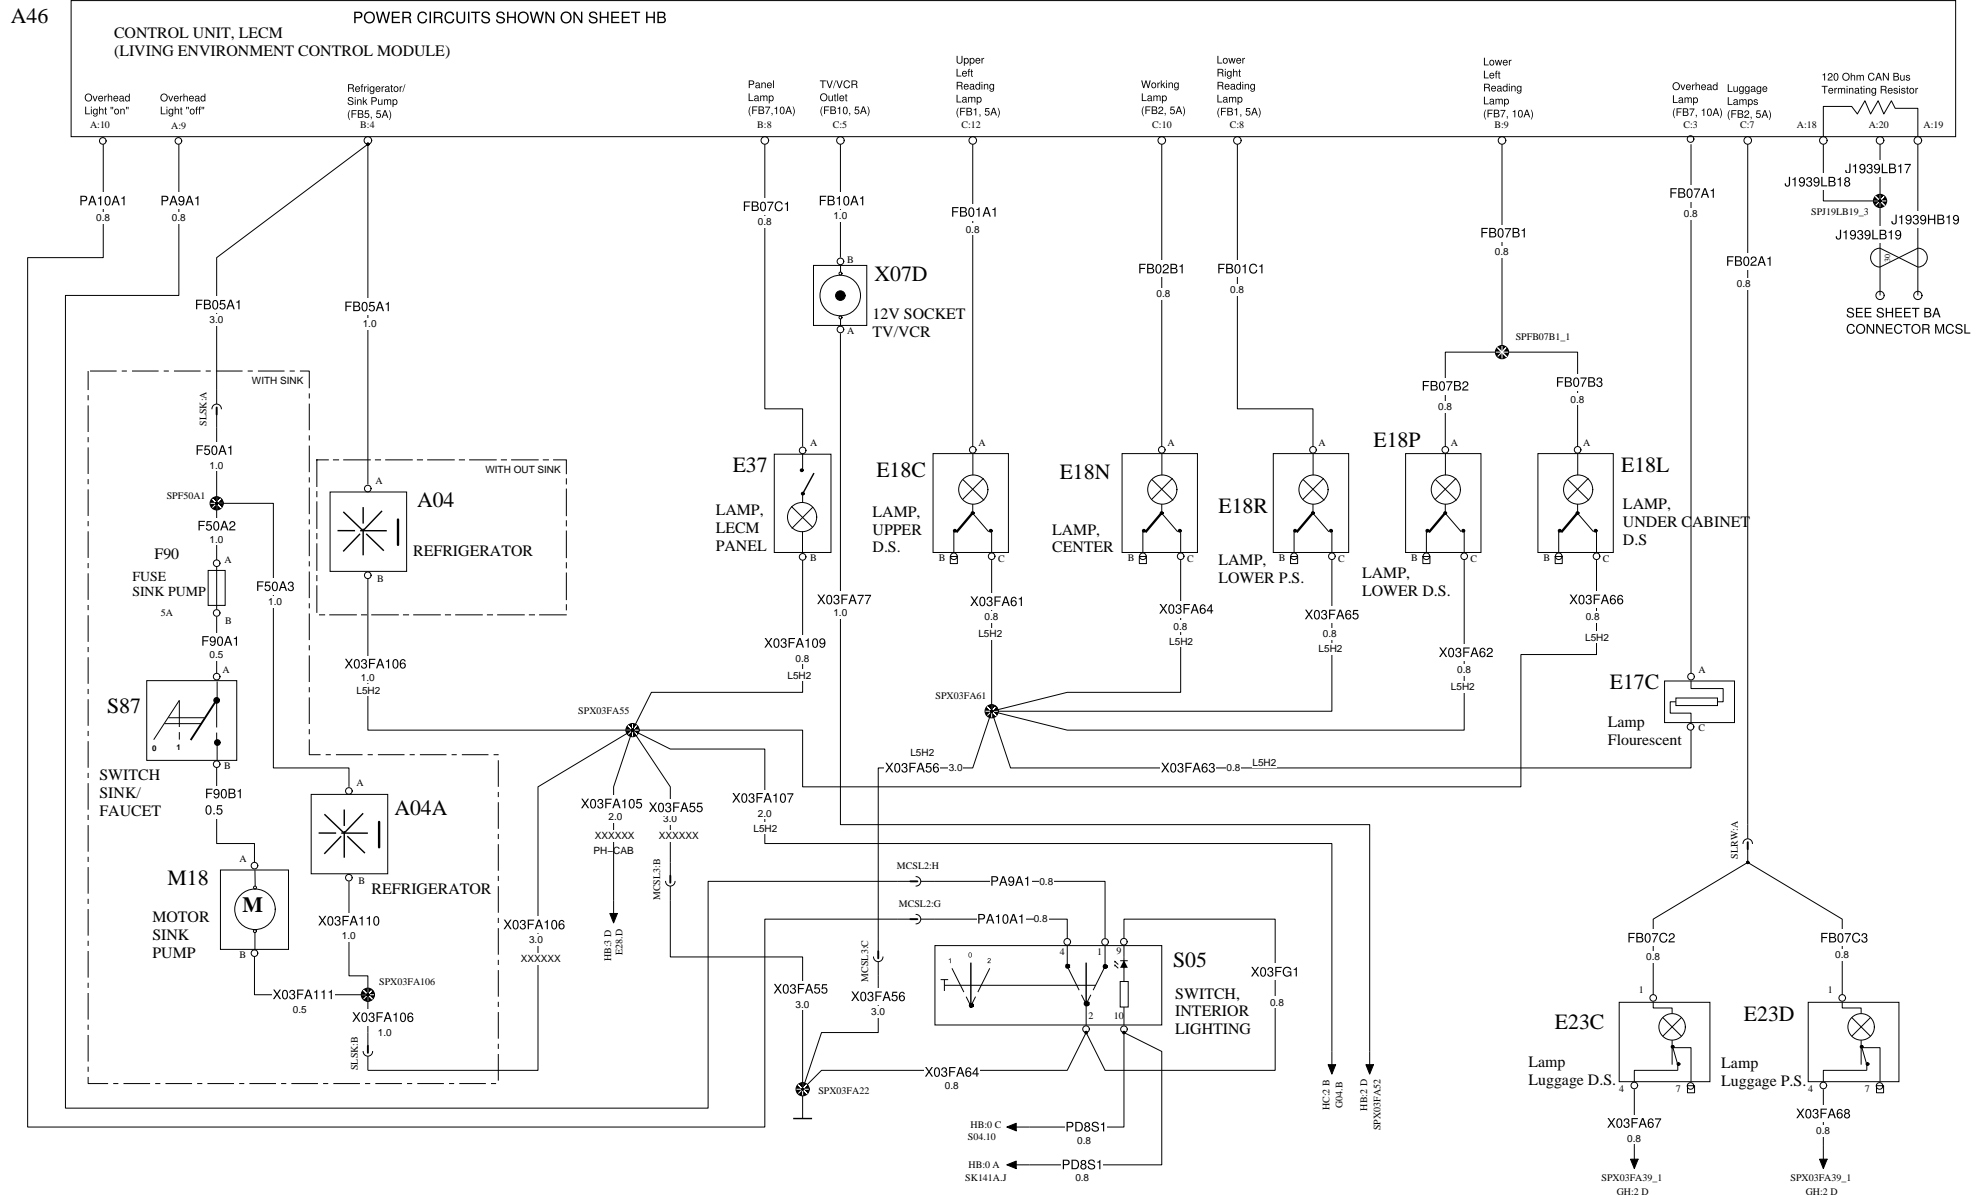 A46
POWER CIRCUITS SHOWN ON SHEET HB
CONTROL UNIT, LECM
(LIVING ENVIRONMENT CONTROL MODULE)
Overhead
Light "on"
A:10
Overhead
Light "off"
A:9
Refrigerator/
Sink Pump
(FB5, 5A)
B:4
Panel
Lamp
(FB7,10A)
B:8
TV/VCR
Outlet
(FB10, 5A)
C:5
Upper
Left
Reading
Lamp
(FB1, 5A)
C:12
Working
Lamp
(FB2, 5A)
C:10
Lower
Right
Reading
Lamp
(FB1, 5A)
C:8
Lower
Left
Reading
Lamp
(FB7, 10A)
B:9
Overhead
Lamp
(FB7, 10A)
C:3
Luggage
Lamps
(FB2, 5A)
C:7
120 Ohm CAN Bus
Terminating Resistor
A:18
A:20
A:19
PA10A1
0.8
PA9A1
0.8
FB05A1
3.0
FB05A1
1.0
FB07C1
0.8
FB10A1
1.0
FB01A1
0.8
FB02B1
0.8
FB01C1
0.8
FB07B1
0.8
FB07A1
0.8
FB02A1
0.8
J1939LB18
J1939LB17
SPJ19LB19_3
J1939HB19
J1939LB19
30
SEE SHEET BA
CONNECTOR MCSL
B
X07D
12V SOCKET
TV/VCR
A
SPFB07B1_1
FB07B2
0.8
FB07B3
0.8
WITH SINK
SLSK:A
F50A1
1.0
SPF50A1
F50A2
1.0
F90
A
FUSE
SINK PUMP
5A
B
F50A3
1.0
F90A1
0.5
A
S87
0
1
B
SWITCH
SINK/
FAUCET
F90B1
0.5
A
M18
M
MOTOR
SINK
PUMP
B
WITH OUT SINK
A
A04
REFRIGERATOR
B
X03FA106
1.0
L5H2
A
A04A
B
REFRIGERATOR
X03FA110
1.0
SPX03FA106
X03FA111
0.5
X03FA106
1.0
SLSK:B
X03FA106
3.0
XXXXXX
A
E37
LAMP,
LECM
PANEL
B
X03FA109
0.8
L5H2
X03FA77
1.0
A
E18C
LAMP,
UPPER
D.S.
B
C
X03FA61
0.8
L5H2
A
E18N
LAMP,
CENTER
B
C
X03FA64
0.8
L5H2
A
E18R
LAMP,
LOWER P.S.
B
C
X03FA65
0.8
L5H2
E18P
A
LAMP,
LOWER D.S.
B
C
X03FA62
0.8
L5H2
A
E18L
LAMP,
UNDER CABINET
D.S
B
C
X03FA66
0.8
L5H2
A
E17C
Lamp
Flourescent
C
SPX03FA55
SPX03FA61
L5H2
X03FA56
3.0
X03FA63
0.8
L5H2
X03FA105
2.0
XXXXXX
PH-CAB
HB:3 D
E28.D
X03FA55
3.0
XXXXXX
MCSL3:B
X03FA107
2.0
L5H2
MCSL2:H
PA9A1
0.8
MCSL2:G
PA10A1
0.8
MCSL3:C
X03FA55
3.0
X03FA56
3.0
4
1
9
1
0
2
2
10
S05
SWITCH,
INTERIOR
LIGHTING
X03FG1
0.8
X03FA64
0.8
SPX03FA22
HB:0 C
S04.10
PD8S1
0.8
HB:0 A
SK141A.J
PD8S1
0.8
HC:2 B
G04.B
HB:2 D
SPX03FA52
SLRW:A
FB07C2
0.8
FB07C3
0.8
1
E23C
Lamp
Luggage D.S.
4
7
X03FA67
0.8
SPX03FA39_1
GH:2 D
1
E23D
Lamp
Luggage P.S.
4
7
X03FA68
0.8
SPX03FA39_1
GH:2 D